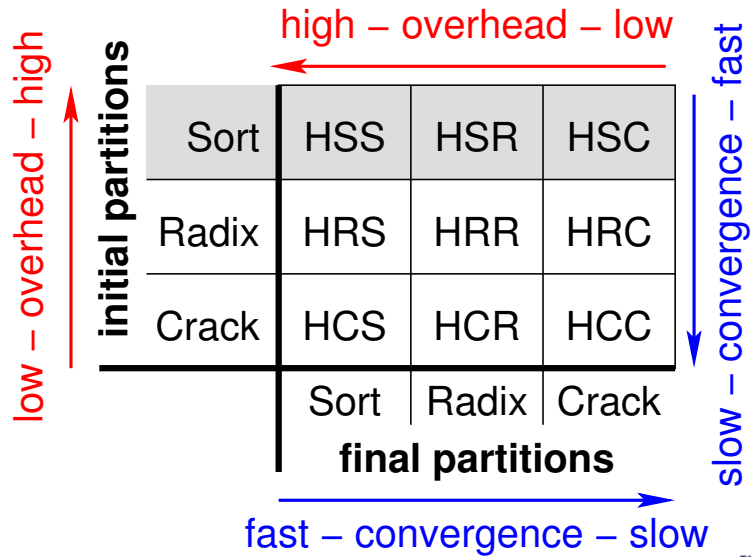 high – overhead – low
low – overhead – high
initial partitions
Sort HSS HSR HSC
Radix HRS HRR HRC
Crack HCS HCR HCC
Sort Radix Crack
final partitions
slow – convergence – fast
fast – convergence – slow